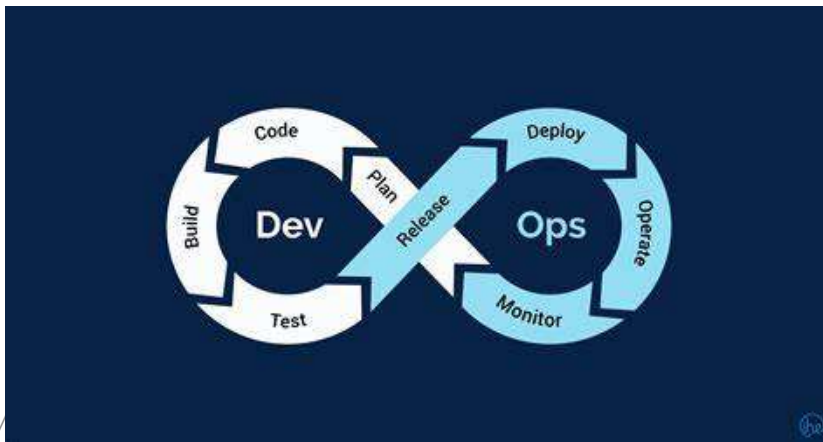 Code
Plan
Build
Dev
Test
Release
Deploy
Ops
Operate
Monitor